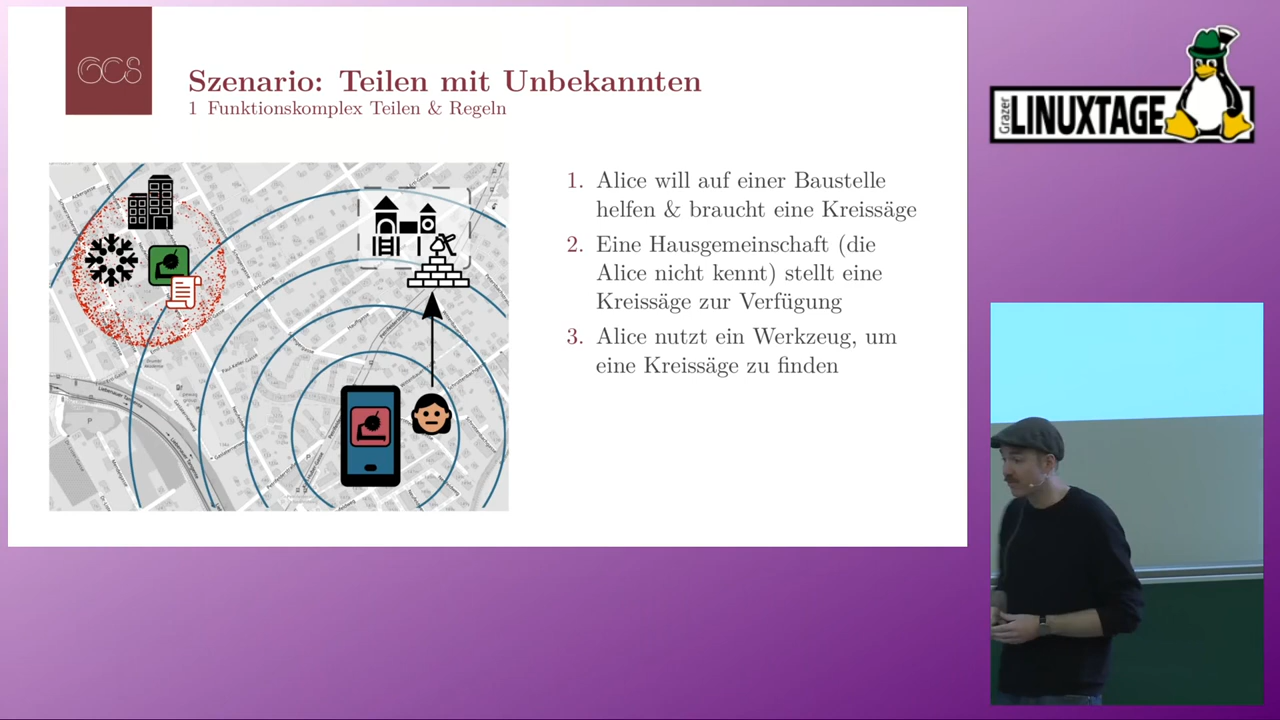 GCS
Szenario: Teilen mit Unbekannten
1 Funktionskomplex Teilen & Regeln
1. Alice will auf einer Baustelle
helfen & braucht eine Kreissäge
2. Eine Hausgemeinschaft (die
Alice nicht kennt) stellt eine
Kreissäge zur Verfügung
3. Alice nutzt ein Werkzeug, um
eine Kreissäge zu finden
Grazer
LINUXTAGE
P